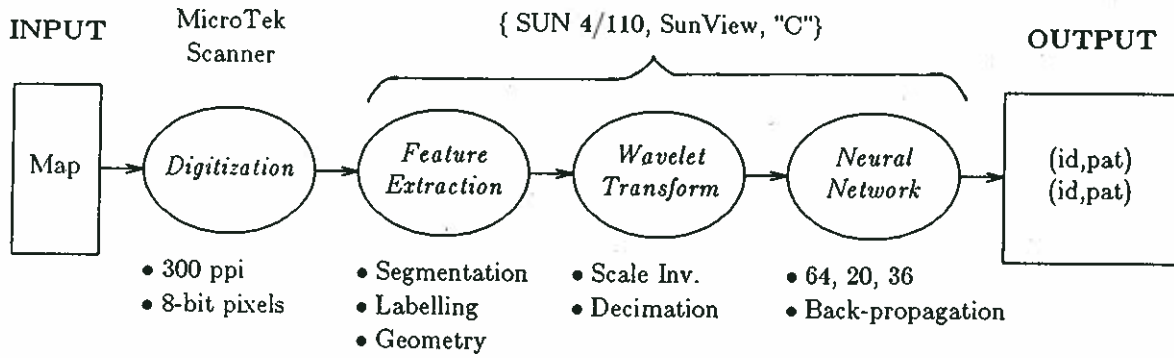 INPUT
MicroTek
Scanner
{ SUN 4/110, SunView, "C"}
OUTPUT
Map
Digitization
Feature
Extraction
Wavelet
Transform
Neural
Network
(id,pat)
(id,pat)
• 300 ppi
• 8-bit pixels
• Segmentation
• Labelling
• Geometry
• Scale Inv.
• Decimation
• 64, 20, 36
• Back-propagation